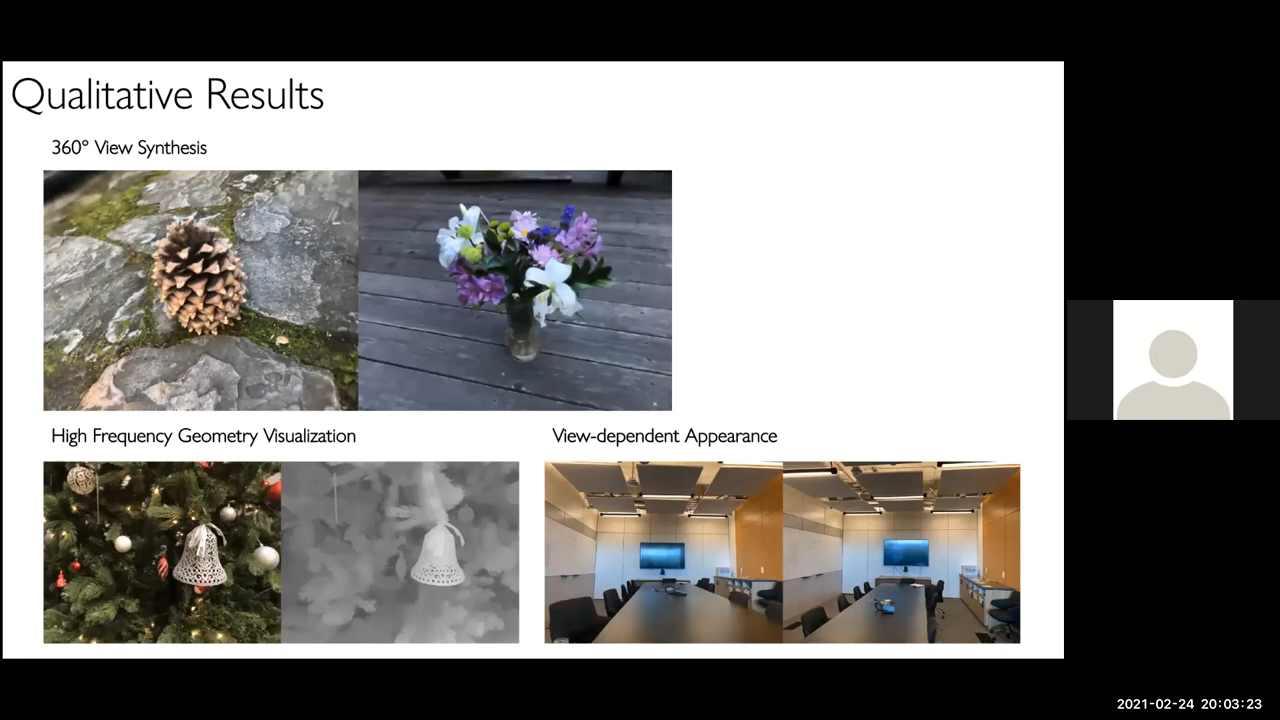 Qualitative Results
360° View Synthesis
High Frequency Geometry Visualization
View-dependent Appearance
2021-02-24 20:03:23